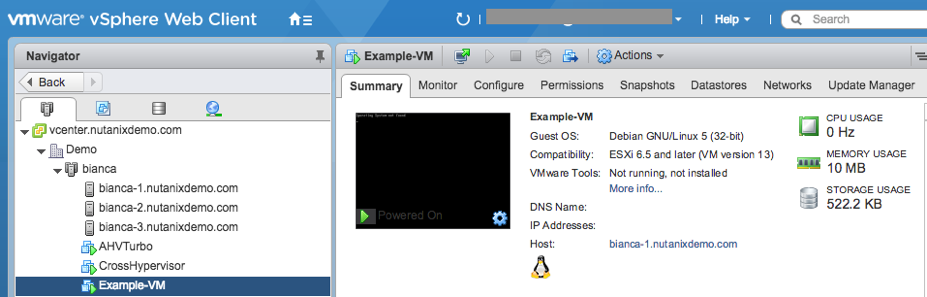 vmware® vSphere Web Client
Help
Search
Navigator
Back
vcenter.nutanixdemo.com
Demo
bianca
bianca-1.nutanixdemo.com
bianca-2.nutanixdemo.com
bianca-3.nutanixdemo.com
AHVTurbo
CrossHypervisor
Example-VM
Example-VM
Actions
Summary Monitor Configure Permissions Snapshots Datastores Networks Update Manager
Operating System not found
Powered On
Example-VM
Guest OS: Debian GNU/Linux 5 (32-bit)
Compatibility: ESXi 6.5 and later (VM version 13)
VMware Tools: Not running, not installed
More info...
DNS Name:
IP Addresses:
Host: bianca-1.nutanixdemo.com
CPU USAGE
0 Hz
MEMORY USAGE
10 MB
STORAGE USAGE
522.2 KB